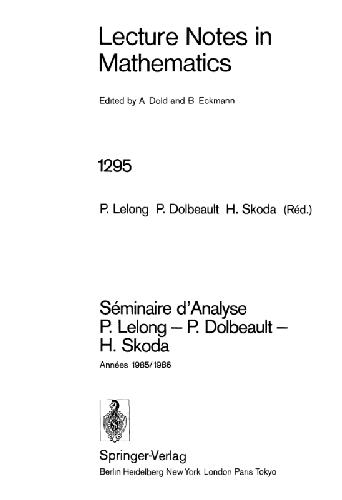 Lecture Notes in
Mathematics
Edited by A. Dold and B. Eckmann
1295
P. Lelong P. Dolbeault H. Skoda (Réd.)
Séminaire d'Analyse
P. Lelong – P. Dolbeault –
H. Skoda
Années 1985/1986
Springer-Verlag
Berlin Heidelberg New York London Paris Tokyo